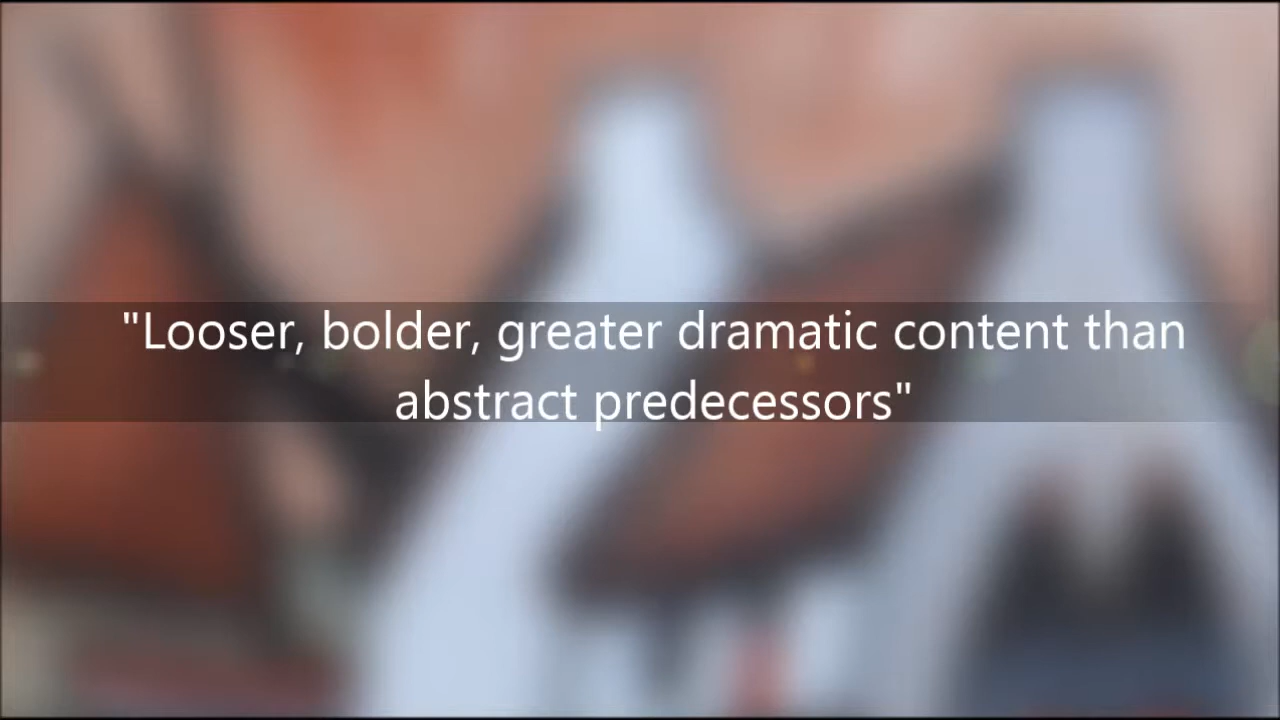 "Looser, bolder, greater dramatic content than
abstract predecessors"